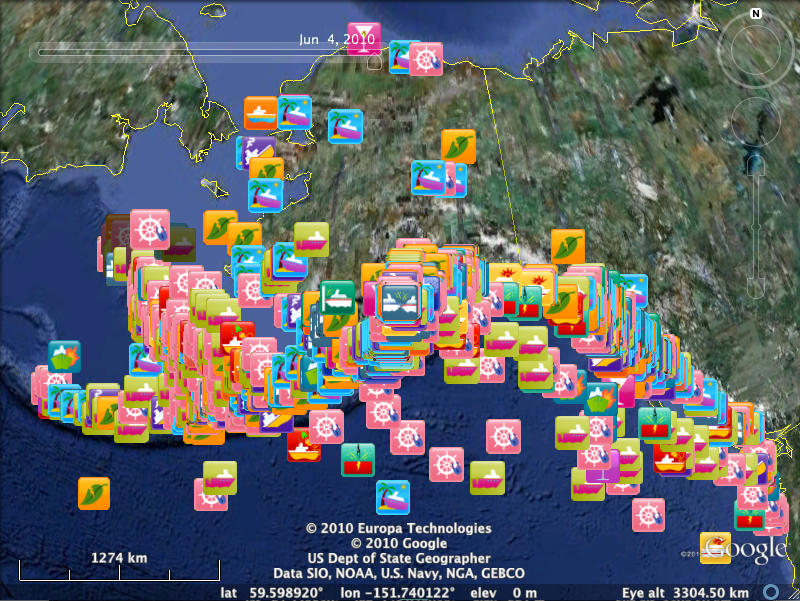 N
Jun 4, 2010
© 2010 Europa Technologies
© 2010 Google
US Dept of State Geographer
Data SIO, NOAA, U.S. Navy, NGA, GEBCO
1274 km
©201
Google
lat 59.598920° lon -151.740122° elev 0 m
Eye alt 3304.50 km